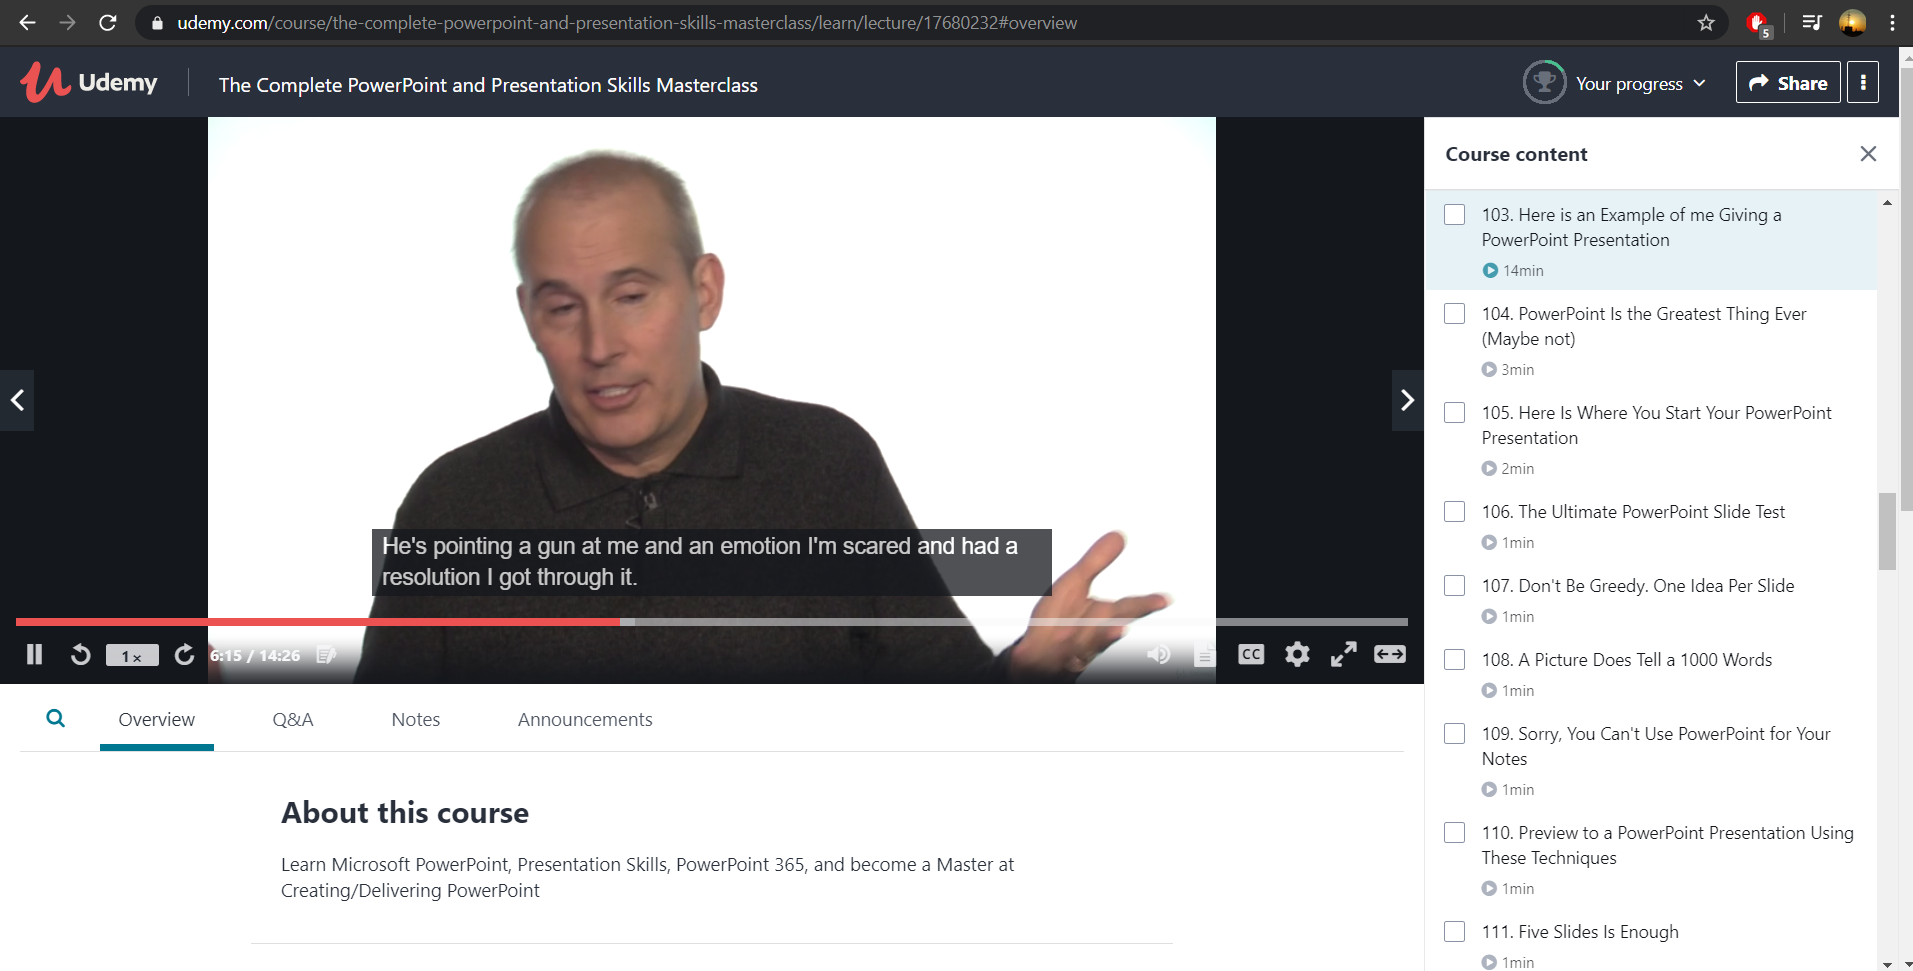 udemy.com/course/the-complete-powerpoint-and-presentation-skills-masterclass/learn/lecture/17680232#overview
5
Udemy
The Complete PowerPoint and Presentation Skills Masterclass
Your progress
Share
He's pointing a gun at me and an emotion I'm scared and had a
resolution I got through it.
1×
6:15 / 14:26
CC
Overview
Q&A
Notes
Announcements
About this course
Learn Microsoft PowerPoint, Presentation Skills, PowerPoint 365, and become a Master at
Creating/Delivering PowerPoint
Course content
103. Here is an Example of me Giving a
PowerPoint Presentation
14min
104. PowerPoint Is the Greatest Thing Ever
(Maybe not)
3min
105. Here Is Where You Start Your PowerPoint
Presentation
2min
106. The Ultimate PowerPoint Slide Test
1min
107. Don't Be Greedy. One Idea Per Slide
1min
108. A Picture Does Tell a 1000 Words
1min
109. Sorry, You Can't Use PowerPoint for Your
Notes
1min
110. Preview to a PowerPoint Presentation Using
These Techniques
1min
111. Five Slides Is Enough
1min